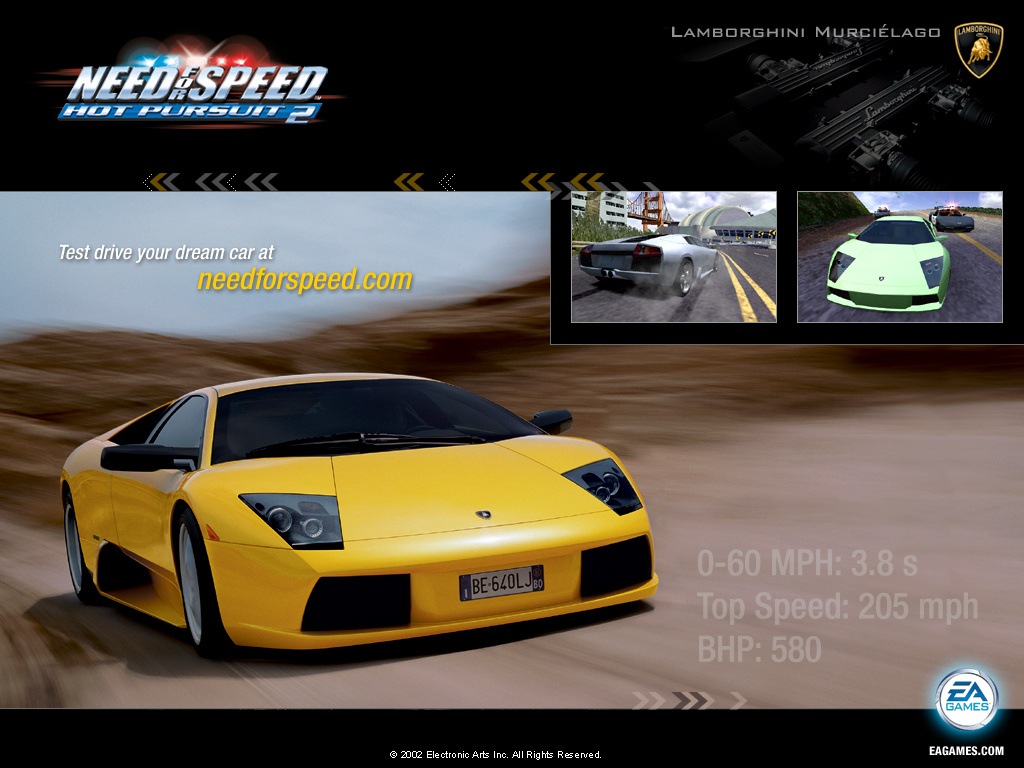 NEED FOR SPEED
HOT PURSUIT 2
LAMBORGHINI MURCIÉLAGO
LAMBORGHINI
Lamborghini
Test drive your dream car at
needforspeed.com
BE·640LJ
BO
I
0-60 MPH: 3.8 s
Top Speed: 205 mph
BHP: 580
EA
GAMES
EAGAMES.COM
© 2002 Electronic Arts Inc. All Rights Reserved.